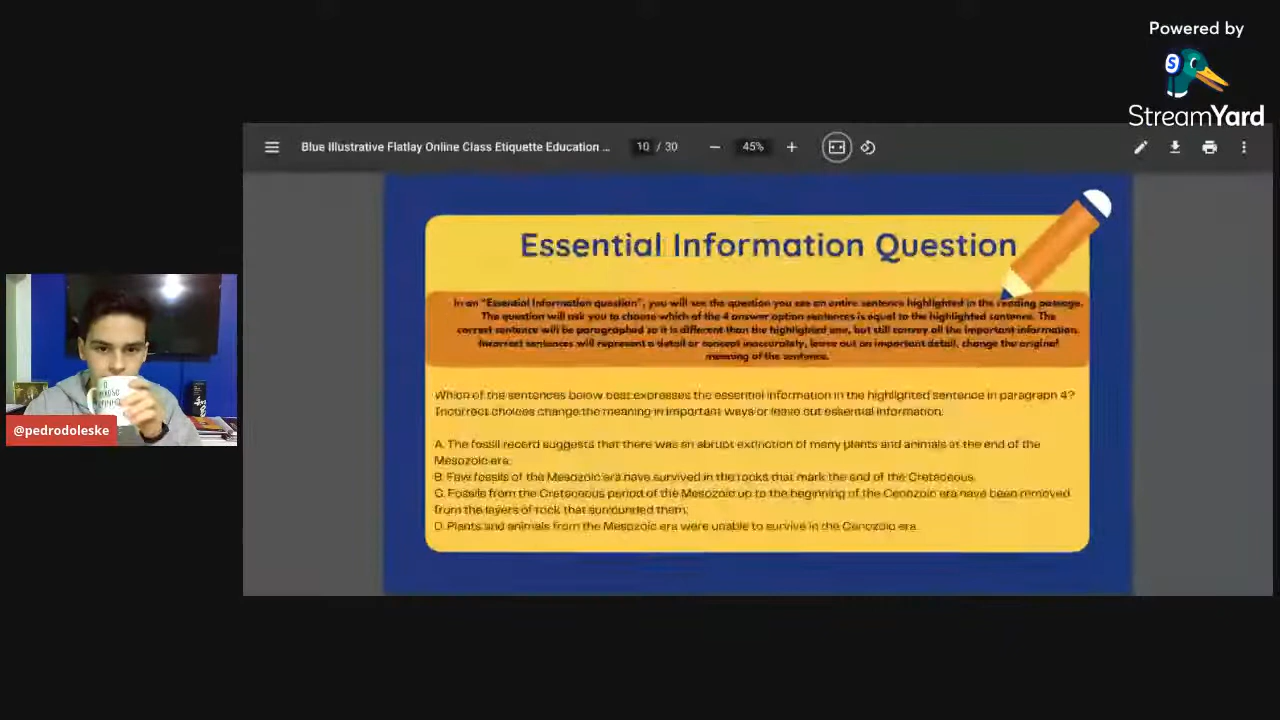 Powered by
S
StreamYard
Blue Illustrative Flatlay Online Class Etiquette Education ...
10 / 30
45%
Essential Information Question
In an "Essential Information question", you will see the question you see an entire sentence highlighted in the reading passage.
The question will ask you to choose which of the 4 answer option sentences is equal to the highlighted sentence. The
correct sentence will be paragraphed so it is different than the highlighted one, but still convey all the important information.
Incorrect sentences will represent a detail or concept inaccurately, leave out an important detail, change the original
meaning of the sentence.
Which of the sentences below best expresses the essential information in the highlighted sentence in paragraph 4?
Incorrect choices change the meaning in important ways or leave out essential information.
A. The fossil record suggests that there was an abrupt extinction of many plants and animals at the end of the
Mesozoic era.
B. Few fossils of the Mesozoic era have survived in the rocks that mark the end of the Cretaceous.
C. Fossils from the Cretaceous period of the Mesozoic up to the beginning of the Cenozoic era have been removed
from the layers of rock that surrounded them.
D. Plants and animals from the Mesozoic era were unable to survive in the Cenozoic era.
@pedrodoleske